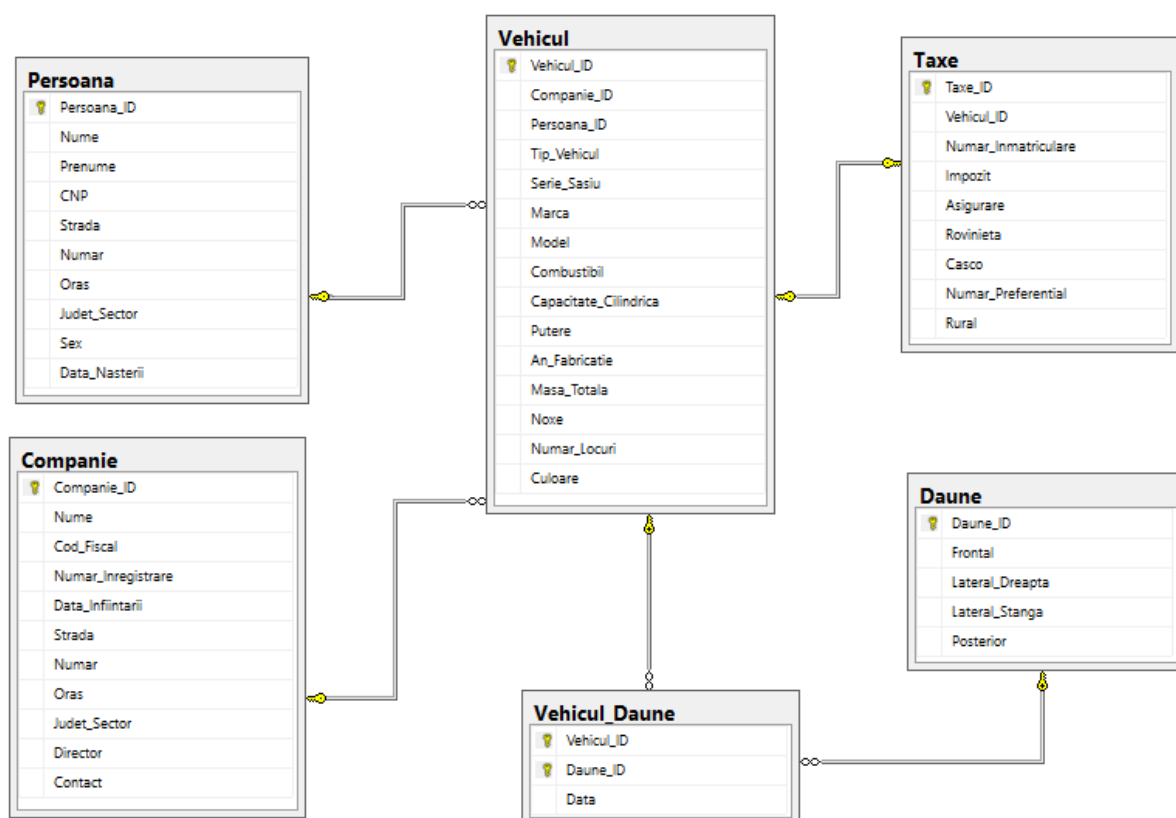 Persoana
Persoana_ID
Nume
Prenume
CNP
Strada
Numar
Oras
Judet_Sector
Sex
Data_Nasterii
Companie
Companie_ID
Nume
Cod_Fiscal
Numar_Inregistrare
Data_Infiintarii
Strada
Numar
Oras
Judet_Sector
Director
Contact
Vehicul
Vehicul_ID
Companie_ID
Persoana_ID
Tip_Vehicul
Serie_Sasiu
Marca
Model
Combustibil
Capacitate_Cilindrica
Putere
An_Fabricatie
Masa_Totala
Noxe
Numar_Locuri
Culoare
Vehicul_Daune
Vehicul_ID
Daune_ID
Data
Taxe
Taxe_ID
Vehicul_ID
Numar_Inmatriculare
Impozit
Asigurare
Rovinieta
Casco
Numar_Preferential
Rural
Daune
Daune_ID
Frontal
Lateral_Dreapta
Lateral_Stanga
Posterior